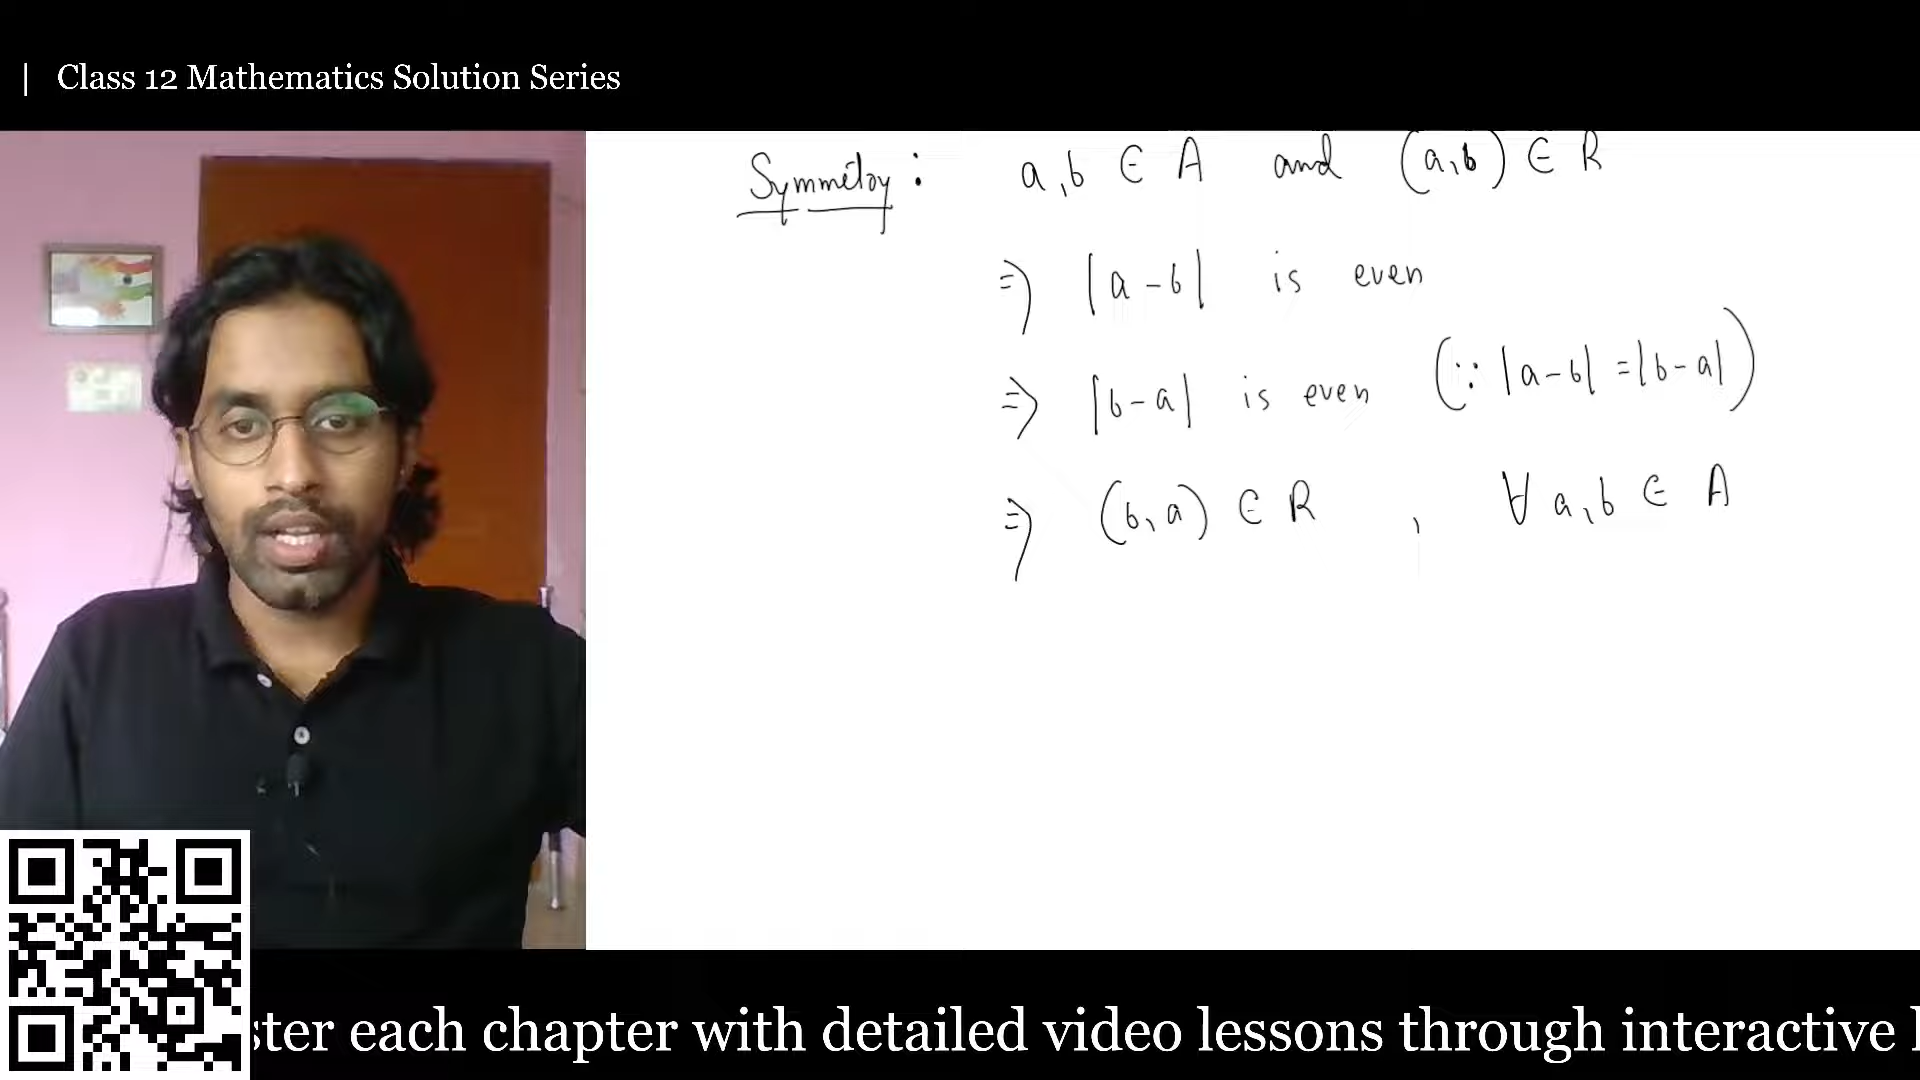 | Class 12 Mathematics Solution Series
Symmetry : a,b ∈ A and (a,b) ∈ R
⇒ |a-b| is even
⇒ |b-a| is even (∵ |a-b| = |b-a|)
⇒ (b,a) ∈ R , ∀ a,b ∈ A
each chapter with detailed video lessons through interactive